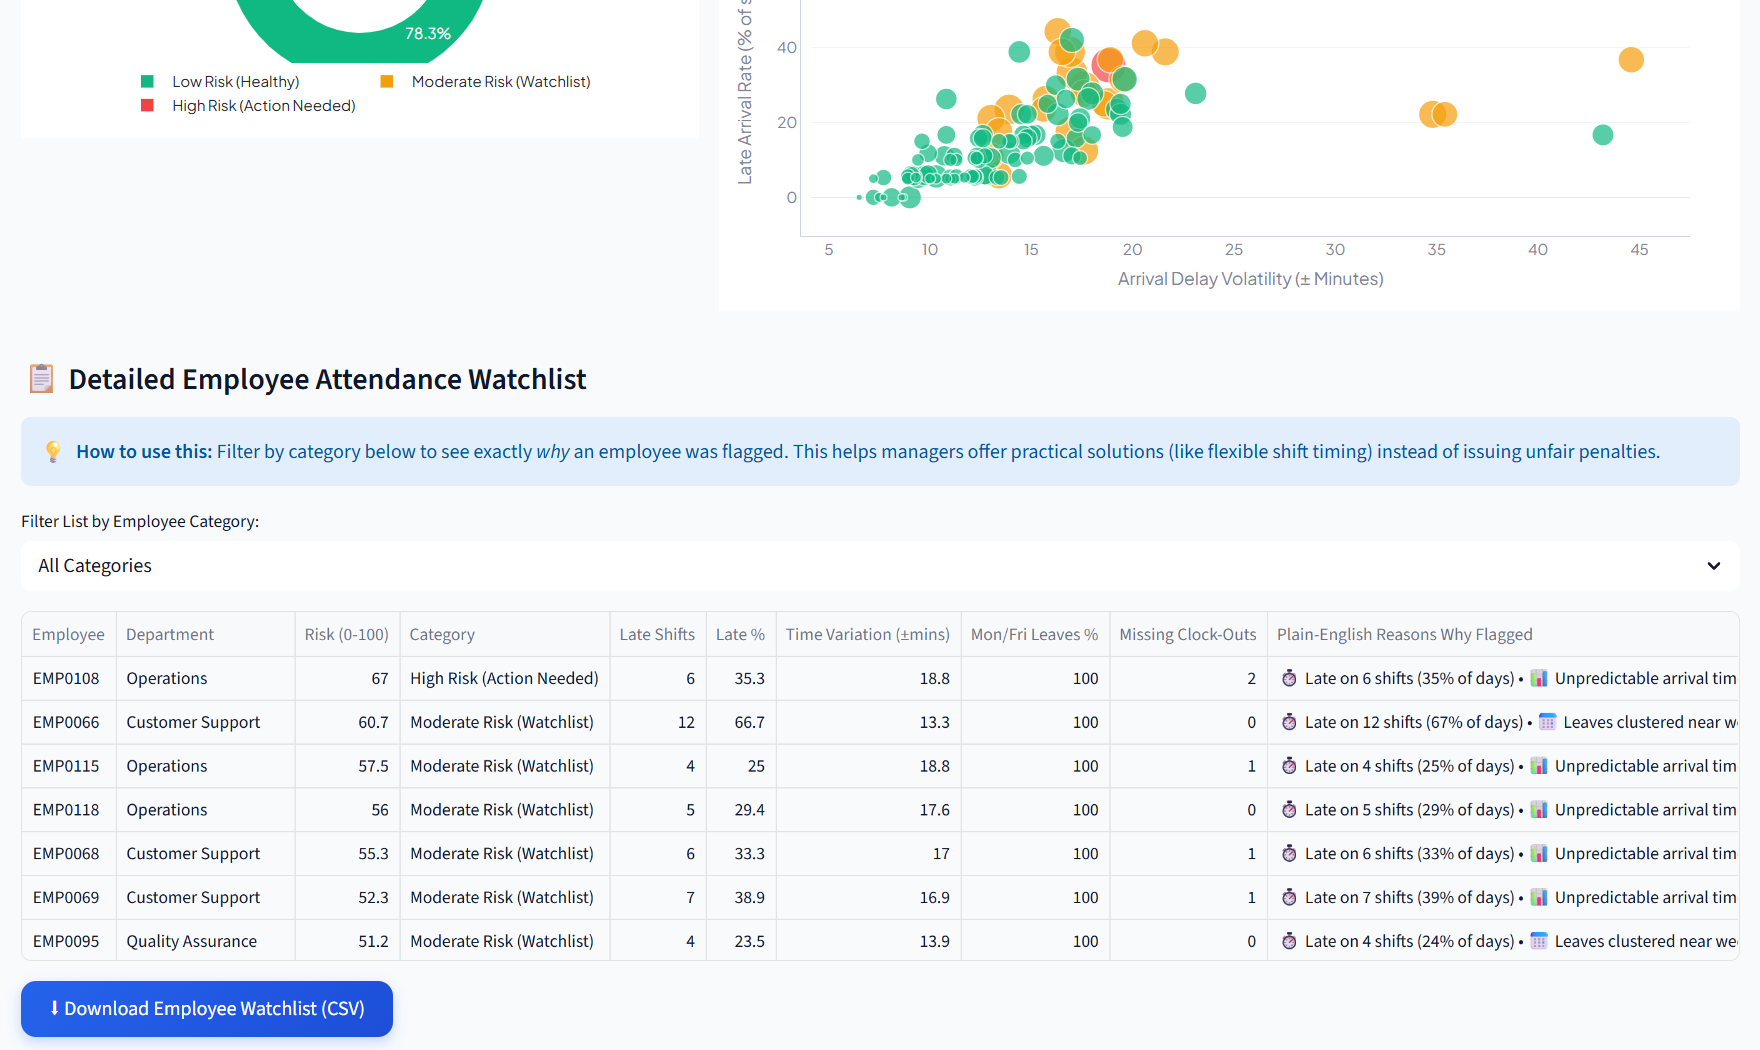 78.3%
Low Risk (Healthy)
Moderate Risk (Watchlist)
High Risk (Action Needed)
Late Arrival Rate (% of s
40
20
0
5 10 15 20 25 30 35 40 45
Arrival Delay Volatility (± Minutes)
Detailed Employee Attendance Watchlist
How to use this: Filter by category below to see exactly why an employee was flagged. This helps managers offer practical solutions (like flexible shift timing) instead of issuing unfair penalties.
Filter List by Employee Category:
All Categories
Employee Department Risk (0-100) Category Late Shifts Late % Time Variation (±mins) Mon/Fri Leaves % Missing Clock-Outs Plain-English Reasons Why Flagged
EMP0108 Operations 67 High Risk (Action Needed) 6 35.3 18.8 100 2 Late on 6 shifts (35% of days) • Unpredictable arrival tim
EMP0066 Customer Support 60.7 Moderate Risk (Watchlist) 12 66.7 13.3 100 0 Late on 12 shifts (67% of days) • Leaves clustered near w
EMP0115 Operations 57.5 Moderate Risk (Watchlist) 4 25 18.8 100 1 Late on 4 shifts (25% of days) • Unpredictable arrival tim
EMP0118 Operations 56 Moderate Risk (Watchlist) 5 29.4 17.6 100 0 Late on 5 shifts (29% of days) • Unpredictable arrival tim
EMP0068 Customer Support 55.3 Moderate Risk (Watchlist) 6 33.3 17 100 1 Late on 6 shifts (33% of days) • Unpredictable arrival tim
EMP0069 Customer Support 52.3 Moderate Risk (Watchlist) 7 38.9 16.9 100 1 Late on 7 shifts (39% of days) • Unpredictable arrival tim
EMP0095 Quality Assurance 51.2 Moderate Risk (Watchlist) 4 23.5 13.9 100 0 Late on 4 shifts (24% of days) • Leaves clustered near we
Download Employee Watchlist (CSV)